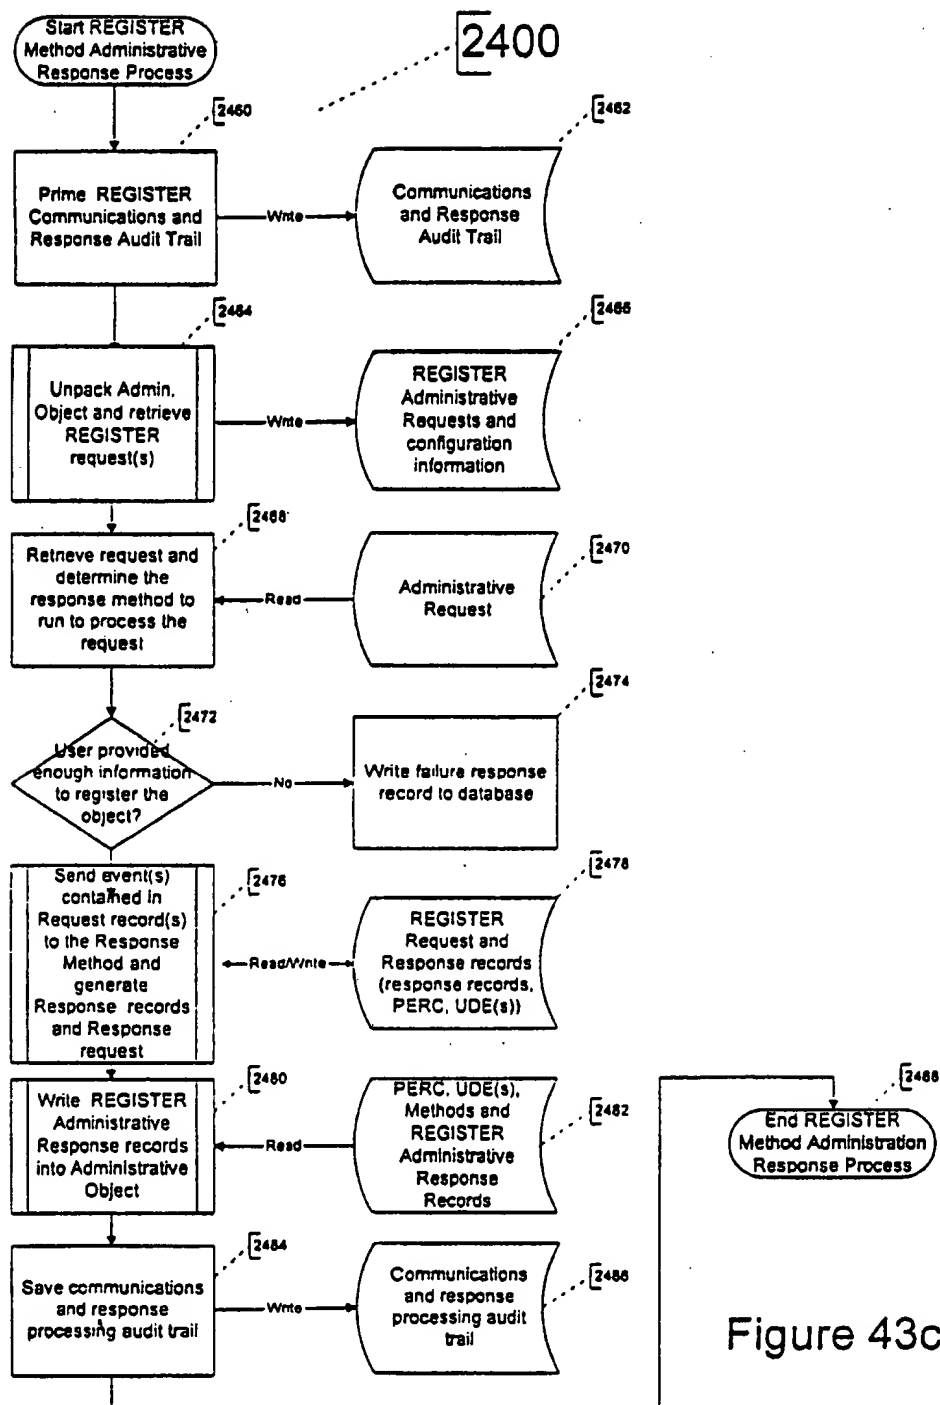 Start REGISTER
Method Administrative
Response Process
2400
2460
Prime REGISTER
Communications and
Response Audit Trail
Write
2462
Communications
and Response
Audit Trail
2464
Unpack Admin.
Object and retrieve
REGISTER
request(s)
Write
2466
REGISTER
Administrative
Requests and
configuration
information
2468
Retrieve request and
determine the
response method to
run to process the
request
Read
2470
Administrative
Request
2472
User provided
enough information
to register the
object?
No
2474
Write failure response
record to database
2476
Send event(s)
contained in
Request record(s)
to the Response
Method and
generate
Response records
and Response
request
Read/Write
2478
REGISTER
Request and
Response records
(response records,
PERC, UDE(s))
2480
Write REGISTER
Administrative
Response records
into Administrative
Object
Read
2482
PERC, UDE(s),
Methods and
REGISTER
Administrative
Response
Records
2484
Save communications
and response
processing audit trail
Write
2486
Communications
and response
processing audit
trail
2488
End REGISTER
Method Administration
Response Process
Figure 43c